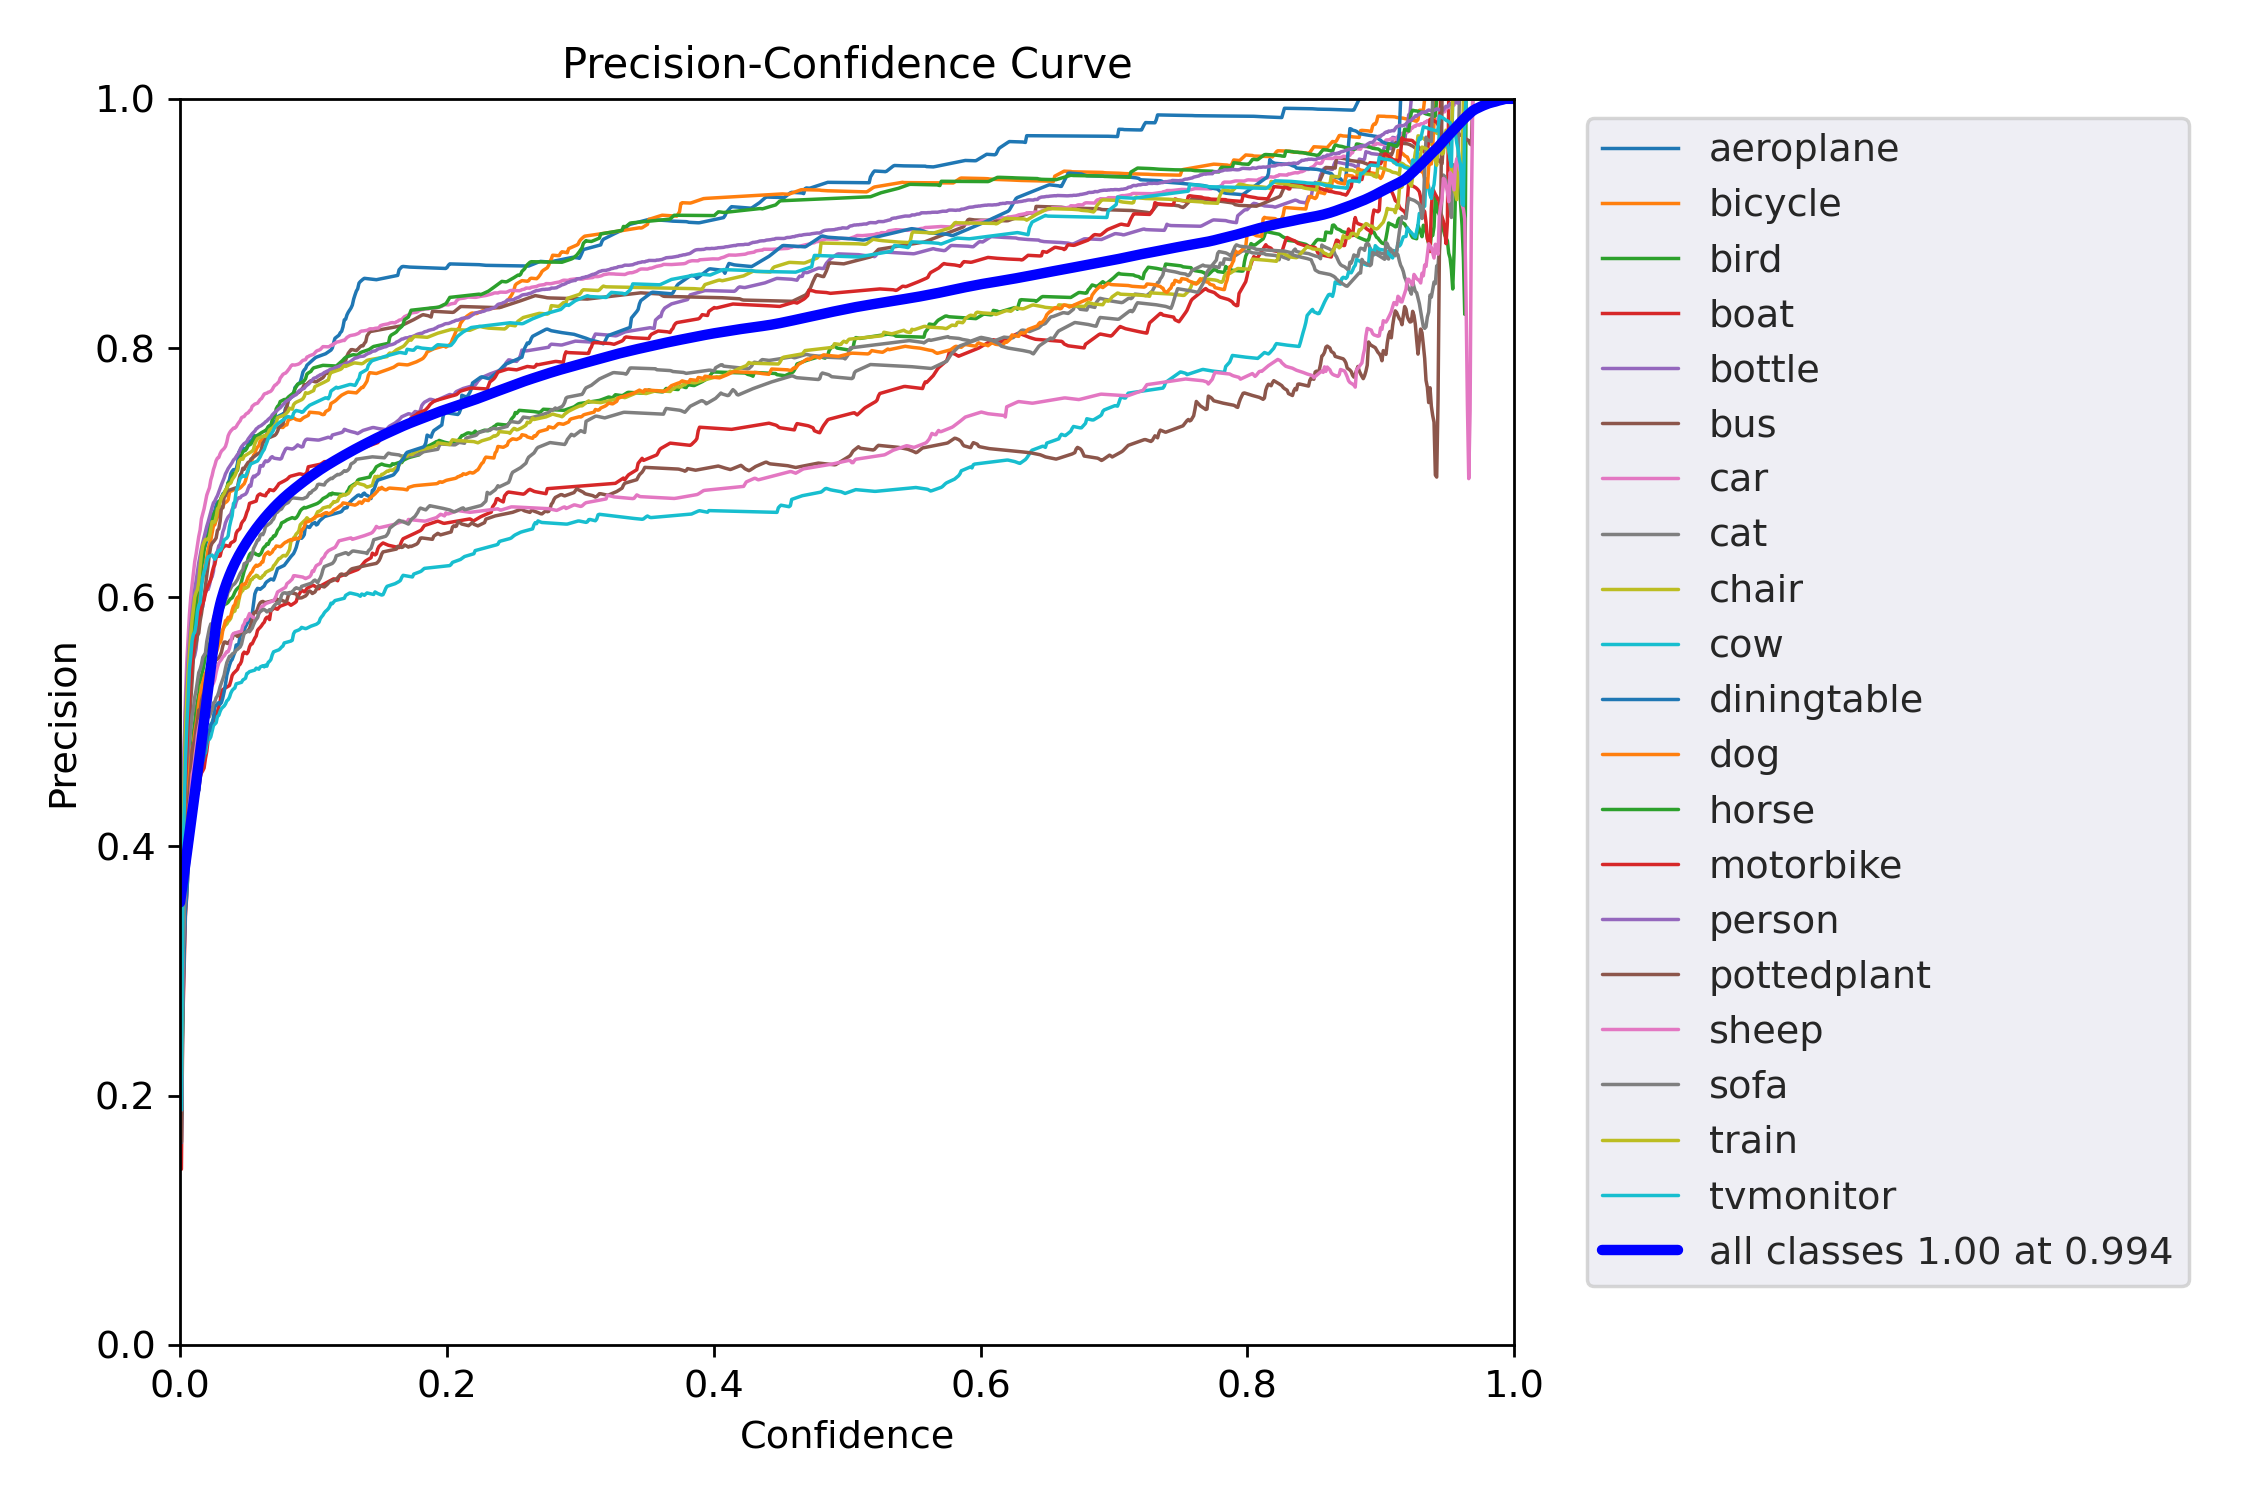 Precision-Confidence Curve
1.0
0.8
0.6
0.4
0.2
0.0
Precision
0.0 0.2 0.4 0.6 0.8 1.0
Confidence
aeroplane
bicycle
bird
boat
bottle
bus
car
cat
chair
cow
diningtable
dog
horse
motorbike
person
pottedplant
sheep
sofa
train
tvmonitor
all classes 1.00 at 0.994